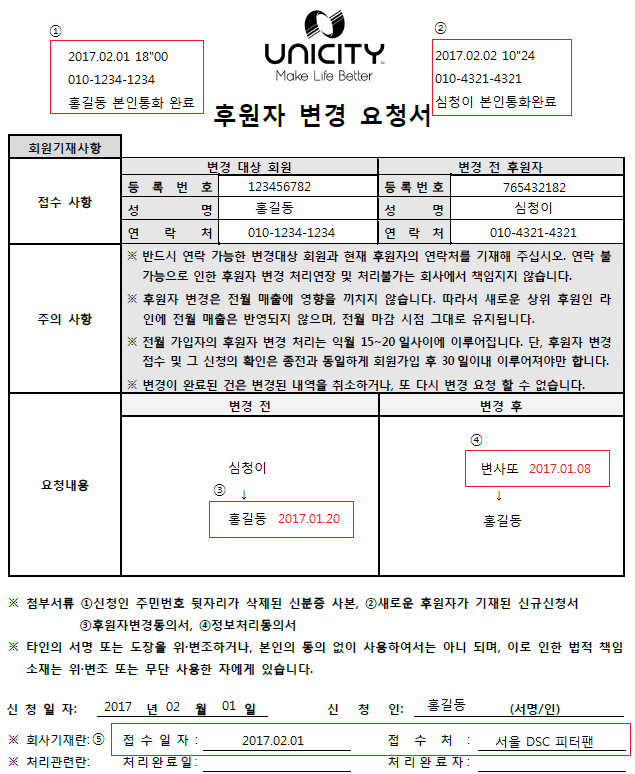 ①
2017.02.01 18"00
010-1234-1234
홍길동 본인통화 완료
UNICITY
Make Life Better
②
2017.02.02 10"24
010-4321-4321
심청이 본인통화완료
후원자 변경 요청서
회원기재사항
접수 사항
변경 대상 회원
변경 전 후원자
등 록 번 호 123456782
등록번호 765432182
성 명 홍길동
성 명 심청이
연 락 처 010-1234-1234
연 락 처 010-4321-4321
주의 사항
※ 반드시 연락 가능한 변경대상 회원과 현재 후원자의 연락처를 기재해 주십시오. 연락 불
가능으로 인한 후원자 변경 처리연장 및 처리불가는 회사에서 책임지지 않습니다.
※ 후원자 변경은 전월 매출에 영향을 끼치지 않습니다. 따라서 새로운 상위 후원인 라
인에 전월 매출은 반영되지 않으며, 전월 마감 시점 그대로 유지됩니다.
※ 전월 가입자의 후원자 변경 처리는 익월 15~20 일사이에 이루어집니다. 단, 후원자 변경
접수 및 그 신청의 확인은 종전과 동일하게 회원가입 후 30 일이내 이루어져야만 합니다.
※ 변경이 완료된 건은 변경된 내역을 취소하거나, 또 다시 변경 요청 할 수 없습니다.
요청내용
변경 전
변경 후
심청이
↓
③
홍길동 2017.01.20
④
변사또 2017.01.08
↓
홍길동
※ 첨부서류 ①신청인 주민번호 뒷자리가 삭제된 신분증 사본, ②새로운 후원자가 기재된 신규신청서
③후원자변경동의서, ④정보처리동의서
※ 타인의 서명 또는 도장을 위·변조하거나, 본인의 동의 없이 사용하여서는 아니 되며, 이로 인한 법적 책임
소재는 위·변조 또는 무단 사용한 자에게 있습니다.
신 청 일 자: 2017 년 02 월 01 일 신 청 인: 홍길동 (서명/인)
※ 회사기재란: ⑤ 접 수 일 자 : 2017.02.01 접 수 처 : 서울 DSC 피터팬
※ 처리관련란: 처리완료일: 처리완료자: